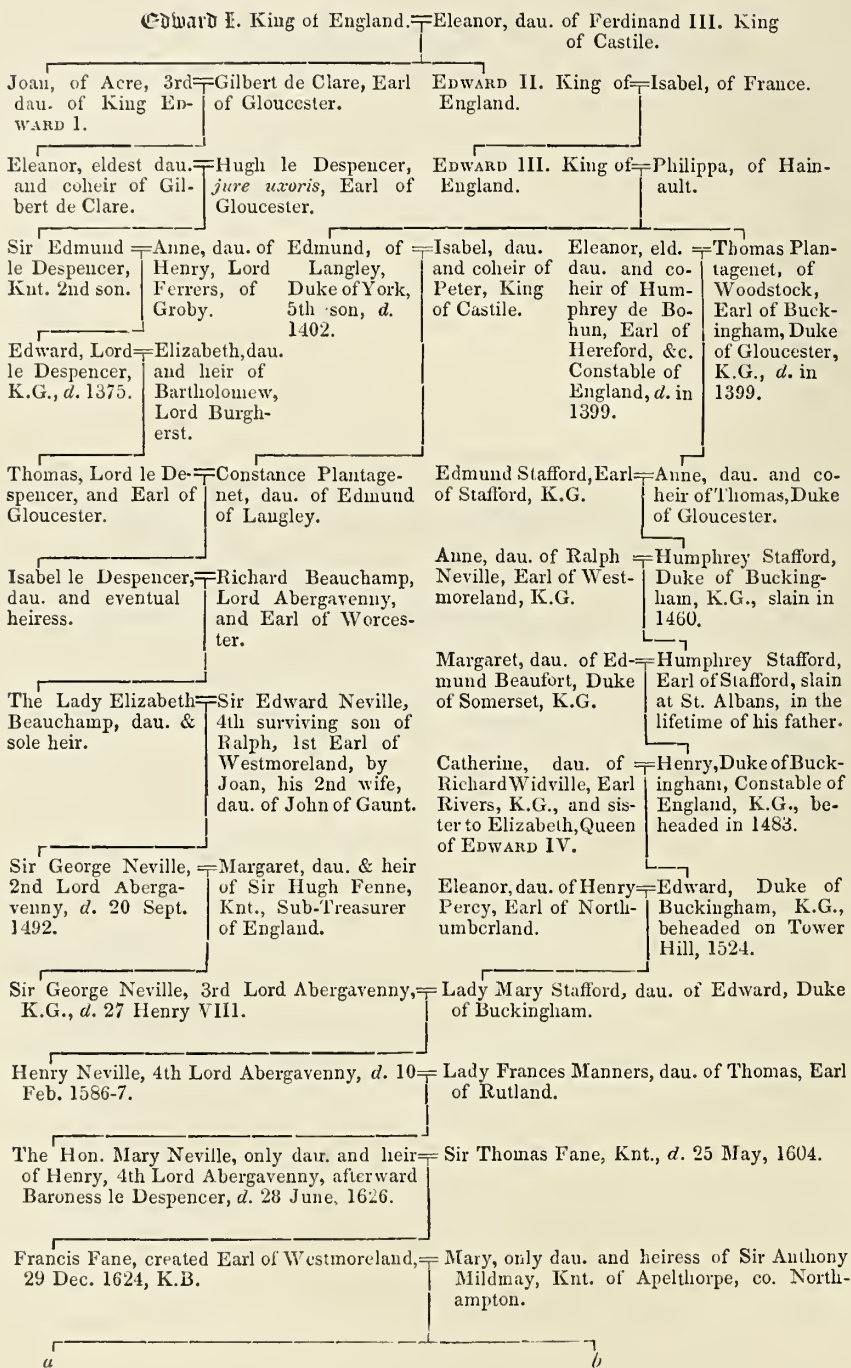 Edward I. King of England.
Eleanor, dau. of Ferdinand III. King
of Castile.
Joan, of Acre, 3rd
dau. of King ED-
WARD 1.
Gilbert de Clare, Earl
of Gloucester.
EDWARD II. King of
England.
Isabel, of France.
Eleanor, eldest dau.
and coheir of Gil-
bert de Clare.
Hugh le Despencer,
jure uxoris, Earl of
Gloucester.
EDWARD III. King of
England.
Philippa, of Hain-
ault.
Sir Edmund
le Despencer,
Knt. 2nd son.
Anne, dau. of
Henry, Lord
Ferrers, of
Groby.
Edmund, of
Langley,
Duke of York,
5th son, d.
1402.
Isabel, dau.
and coheir of
Peter, King
of Castile.
Eleanor, eld.
dau. and co-
heir of Hum-
phrey de Bo-
hun, Earl of
Hereford, &c.
Constable of
England, d. in
1399.
Thomas Plan-
tagenet, of
Woodstock,
Earl of Buck-
ingham, Duke
of Gloucester,
K.G., d. in
1399.
Edward, Lord
le Despencer,
K.G., d. 1375.
Elizabeth, dau.
and heir of
Bartholomew,
Lord Burgh-
erst.
Thomas, Lord le De-
spencer, and Earl of
Gloucester.
Constance Plantage-
net, dau. of Edmund
of Langley.
Edmund Stafford, Earl
of Stafford, K.G.
Anne, dau. and co-
heir of Thomas, Duke
of Gloucester.
Isabel le Despencer,
dau. and eventual
heiress.
Richard Beauchamp,
Lord Abergavenny,
and Earl of Worces-
ter.
Anne, dau. of Ralph
Neville, Earl of West-
moreland, K.G.
Humphrey Stafford,
Duke of Bucking-
ham, K.G., slain in
1460.
Margaret, dau. of Ed-
mund Beaufort, Duke
of Somerset, K.G.
Humphrey Stafford,
Earl of Stafford, slain
at St. Albans, in the
lifetime of his father.
The Lady Elizabeth
Beauchamp, dau. &
sole heir.
Sir Edward Neville,
4th surviving son of
Ralph, 1st Earl of
Westmoreland, by
Joan, his 2nd wife,
dau. of John of Gaunt.
Catherine, dau. of
Richard Widville, Earl
Rivers, K.G., and sis-
ter to Elizabeth, Queen
of EDWARD IV.
Henry, Duke of Buck-
ingham, Constable of
England, K.G., be-
headed in 1483.
Sir George Neville,
2nd Lord Aberga-
venny, d. 20 Sept.
1492.
Margaret, dau. & heir
of Sir Hugh Fenne,
Knt., Sub-Treasurer
of England.
Eleanor, dau. of Henry
Percy, Earl of North-
umberland.
Edward, Duke of
Buckingham, K.G.,
beheaded on Tower
Hill, 1524.
Sir George Neville, 3rd Lord Abergavenny,
K.G., d. 27 Henry VIII.
Lady Mary Stafford, dau. of Edward, Duke
of Buckingham.
Henry Neville, 4th Lord Abergavenny, d. 10
Feb. 1586-7.
Lady Frances Manners, dau. of Thomas, Earl
of Rutland.
The Hon. Mary Neville, only dau. and heir
of Henry, 4th Lord Abergavenny, afterward
Baroness le Despencer, d. 28 June, 1626.
Sir Thomas Fane, Knt., d. 25 May, 1604.
Francis Fane, created Earl of Westmoreland,
29 Dec. 1624, K.B.
Mary, only dau. and heiress of Sir Anthony
Mildmay, Knt. of Apelthorpe, co. North-
ampton.
a
b